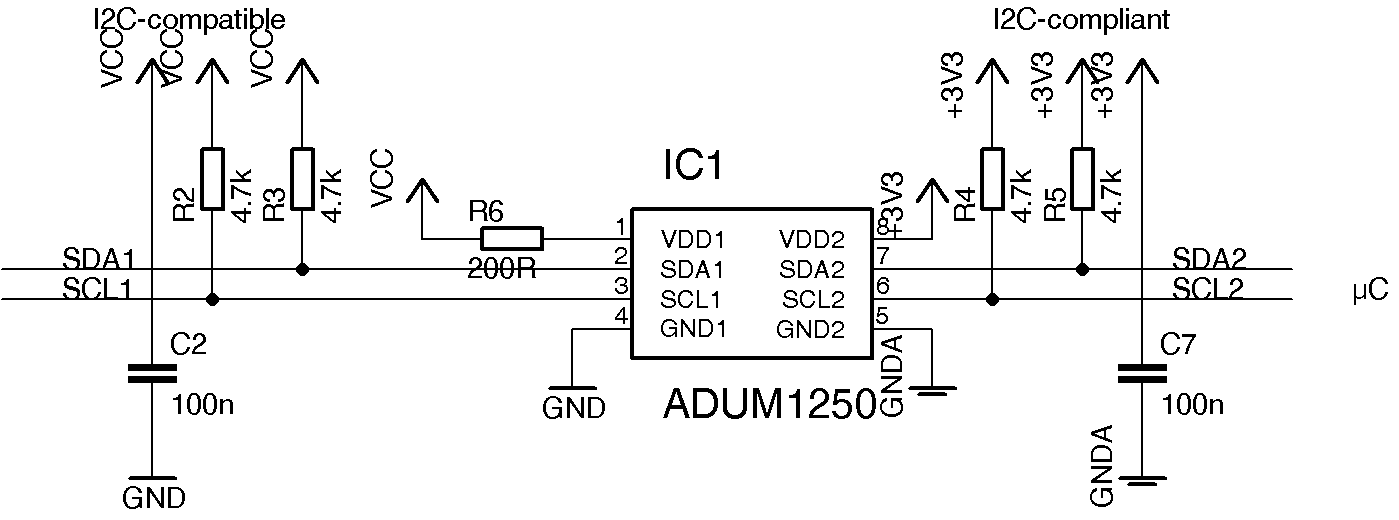 I2C-compatible
I2C-compliant
VCC
VCC
VCC
+3V3
+3V3
+3V3
R2
4.7k
R3
4.7k
VCC
R6
200R
IC1
+3V3
R4
4.7k
R5
4.7k
1
VDD1
VDD2
8
SDA1
2
SDA1
SDA2
7
SDA2
SCL1
3
SCL1
SCL2
6
SCL2
µC
4
GND1
GND2
5
C2
100n
GND
GND
ADUM1250
GNDA
C7
100n
GNDA